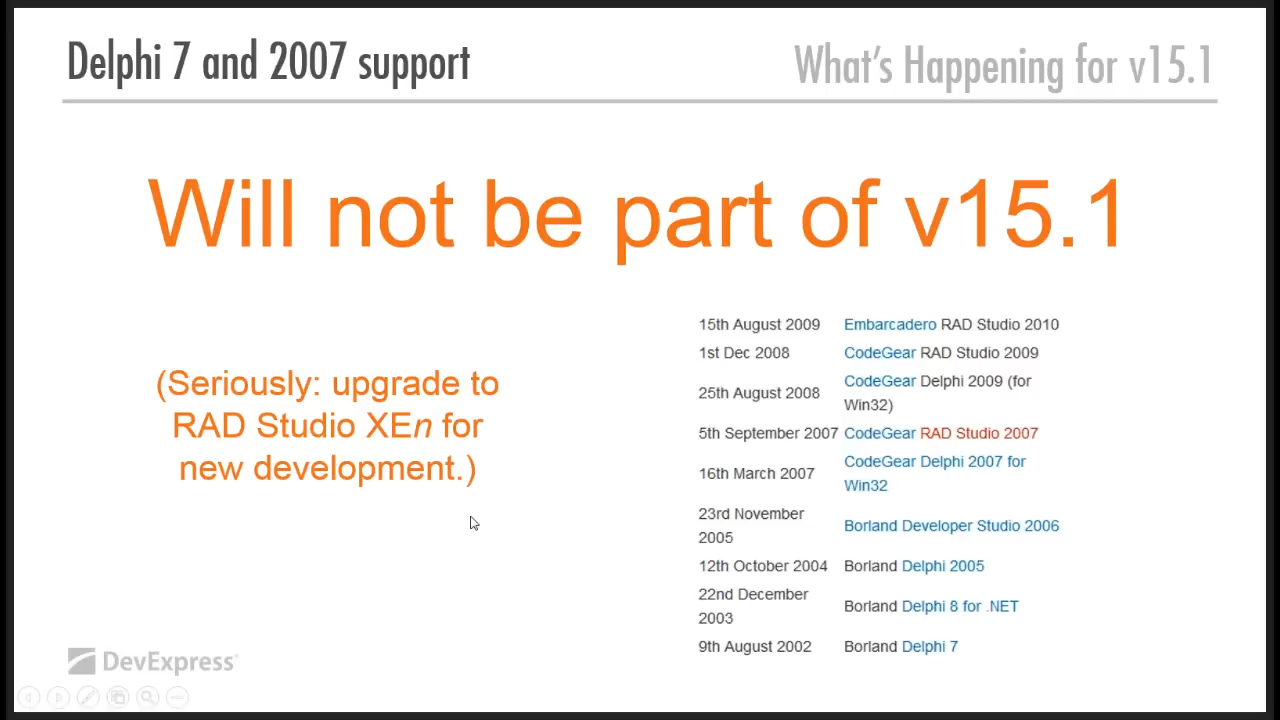 Delphi 7 and 2007 support
What's Happening for v15.1
Will not be part of v15.1
(Seriously: upgrade to
RAD Studio XEn for
new development.)
15th August 2009 Embarcadero RAD Studio 2010
1st Dec 2008 CodeGear RAD Studio 2009
25th August 2008 CodeGear Delphi 2009 (for
Win32)
5th September 2007 CodeGear RAD Studio 2007
16th March 2007 CodeGear Delphi 2007 for
Win32
23rd November
2005 Borland Developer Studio 2006
12th October 2004 Borland Delphi 2005
22nd December
2003 Borland Delphi 8 for .NET
9th August 2002 Borland Delphi 7
DevExpress